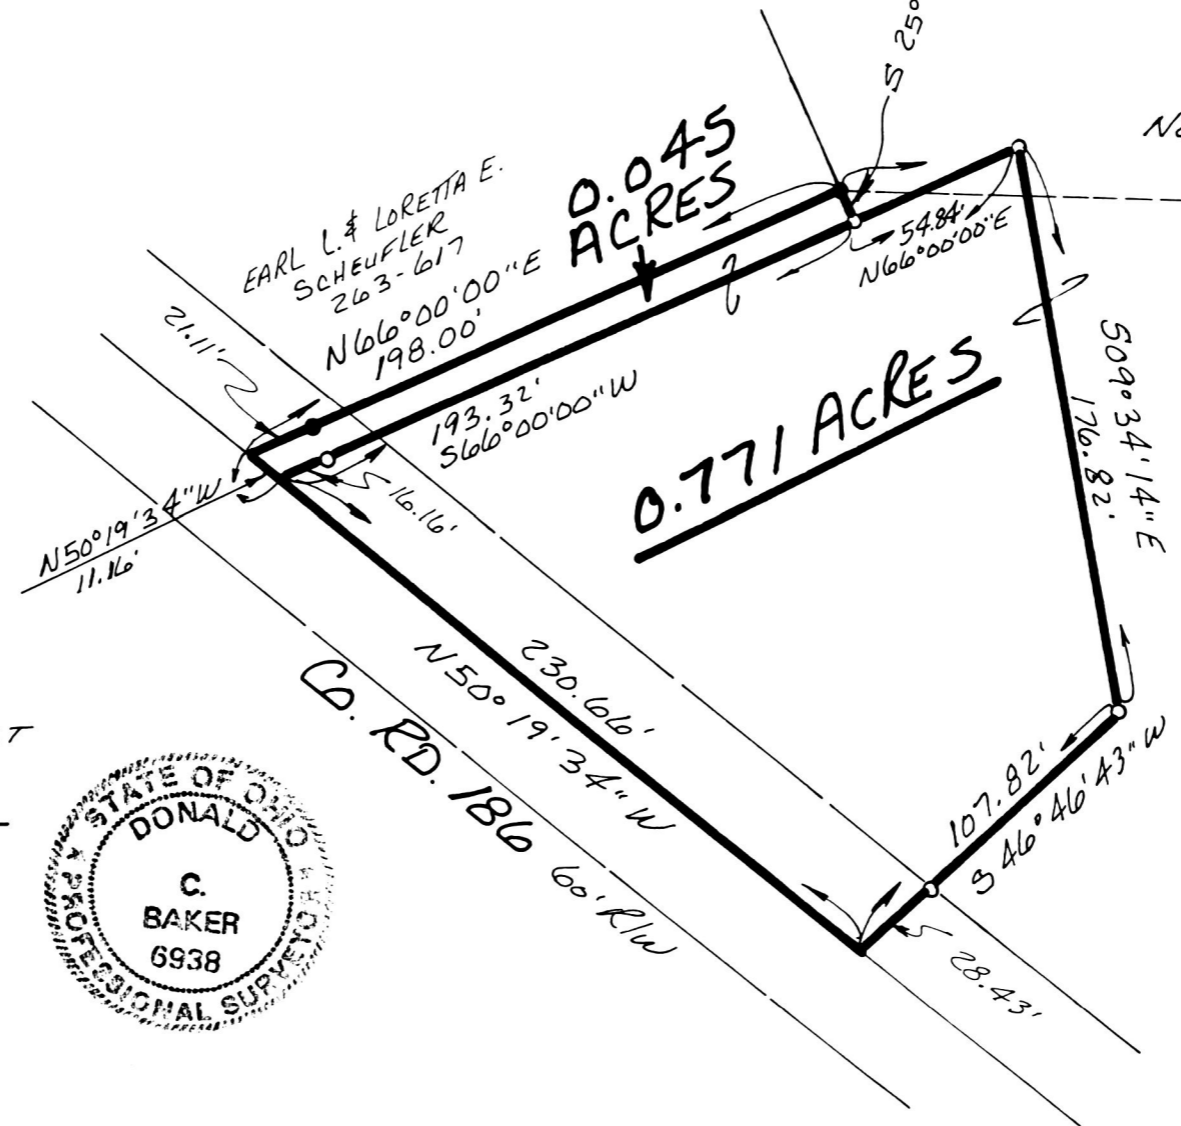 S 25°
N6
0.045
ACRES
EARL L. & LORETTA E.
SCHEUFLER
263-617
N66°00'00"E
198.00'
21.11'
54.84'
N66°00'00"E
193.32'
S66°00'00"W
16.16'
N50°19'34"W
11.16'
0.771 ACRES
S09°34'14"E
176.82'
230.66'
N50°19'34"W
CO. RD. 186 60' R/W
107.82'
S46°46'43"W
28.43'
T
STATE OF OHIO
DONALD
C.
BAKER
6938
PROFESSIONAL SURVEYOR